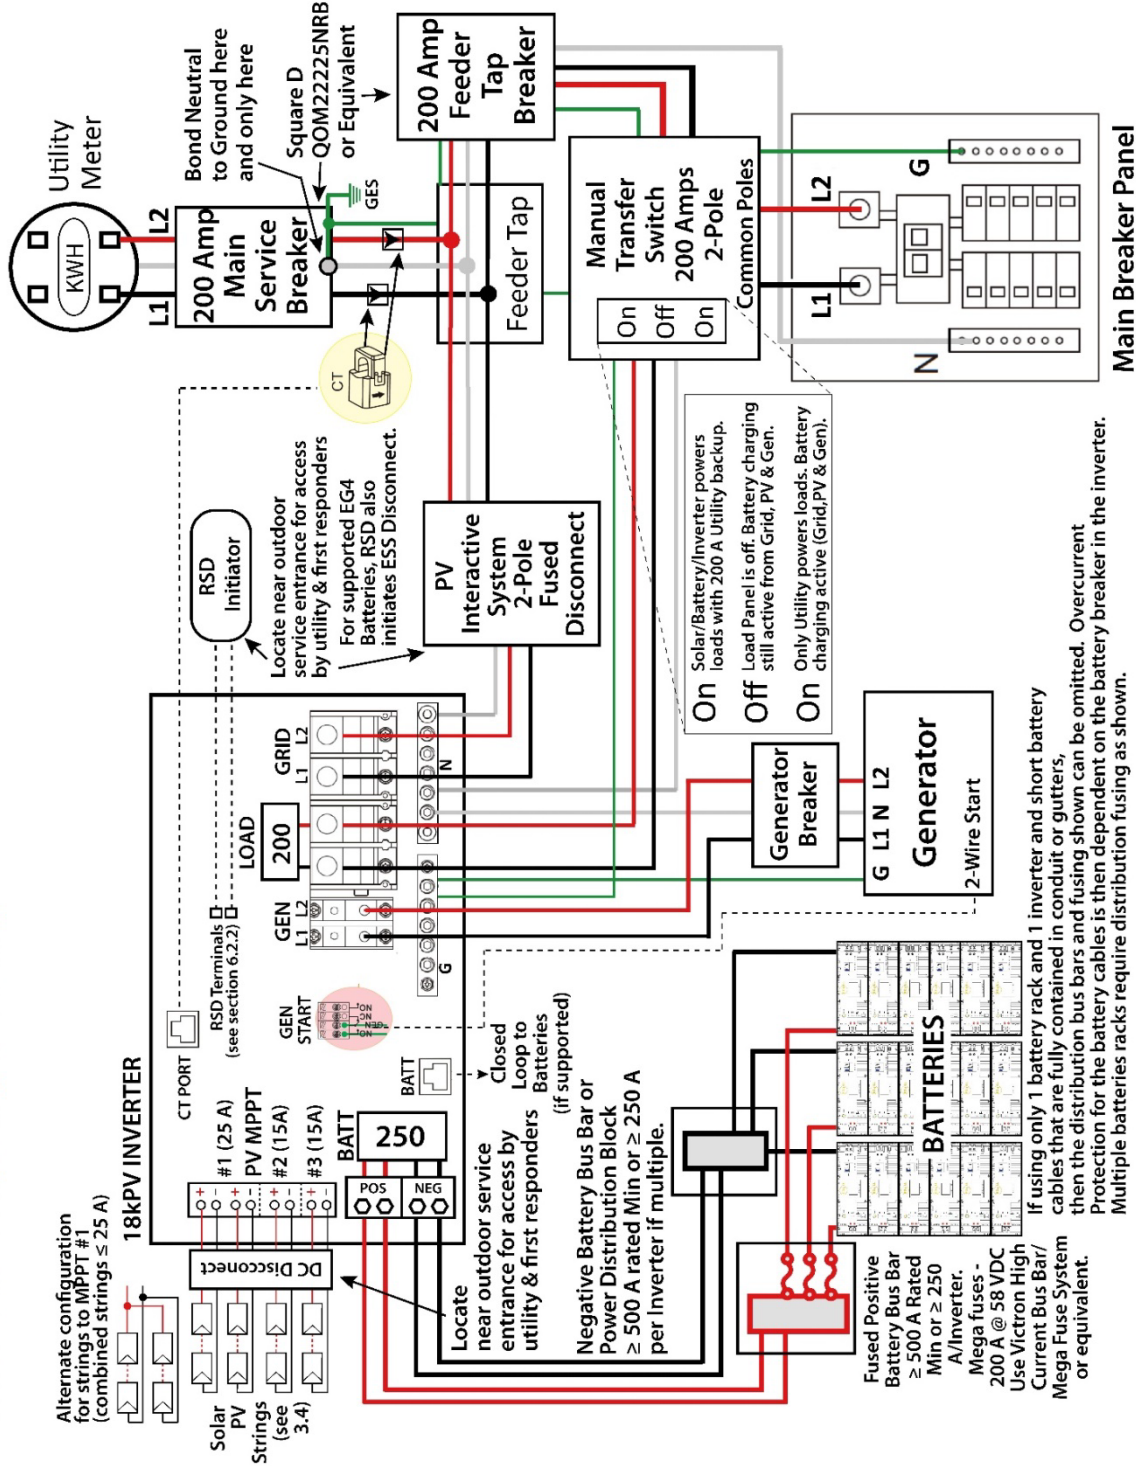 Alternate configuration
for strings to MPPT #1
(combined strings ≤ 25 A)
Solar
PV
Strings
(see
3.4)
DC Discconect
18kPV INVERTER
CT PORT
RSD Terminals
(see section 6.2.2)
#1 (25 A)
PV MPPT
#2 (15A)
#3 (15A)
+
-
+
-
+
-
+
-
BATT
250
POS
NEG
BATT
Closed
Loop to
Batteries
(if supported)
GEN
START
NO
NC
GEN
NO
GEN
L1
L2
LOAD
200
GRID
L1
L2
G
N
Locate
near outdoor service
entrance for access by
utility & first responders
RSD
Initiator
Locate near outdoor
service entrance for access
by utility & first responders
For supported EG4
Batteries, RSD also
initiates ESS Disconnect.
PV
Interactive
System
2-Pole
Fused
Disconnect
CT
Utility
Meter
KWH
L1
L2
200 Amp
Main
Service
Breaker
Bond Neutral
to Ground here
and only here
GES
Square D
QOM22225NRB
or Equivalent
200 Amp
Feeder
Tap
Breaker
Feeder Tap
Manual
Transfer
Switch
200 Amps
2-Pole
Common Poles
On
Off
On
On Solar/Battery/Inverter powers
loads with 200 A Utility backup.
Off Load Panel is off. Battery charging
still active from Grid, PV & Gen.
On Only Utility powers loads. Battery
charging active (Grid,PV & Gen).
L1
L2
G
N
Main Breaker Panel
Generator
Breaker
G L1 N L2
Generator
2-Wire Start
Negative Battery Bus Bar or
Power Distribution Block
≥ 500 A rated Min or ≥ 250 A
per Inverter if multiple.
BATTERIES
Fused Positive
Battery Bus Bar
≥ 500 A Rated
Min or ≥ 250
A/Inverter.
Mega fuses -
200 A @ 58 VDC
Use Victron High
Current Bus Bar/
Mega Fuse System
or equivalent.
If using only 1 battery rack and 1 inverter and short battery
cables that are fully contained in conduit or gutters,
then the distribution bus bars and fusing shown can be omitted. Overcurrent
Protection for the battery cables is then dependent on the battery breaker in the inverter.
Multiple batteries racks require distribution fusing as shown.